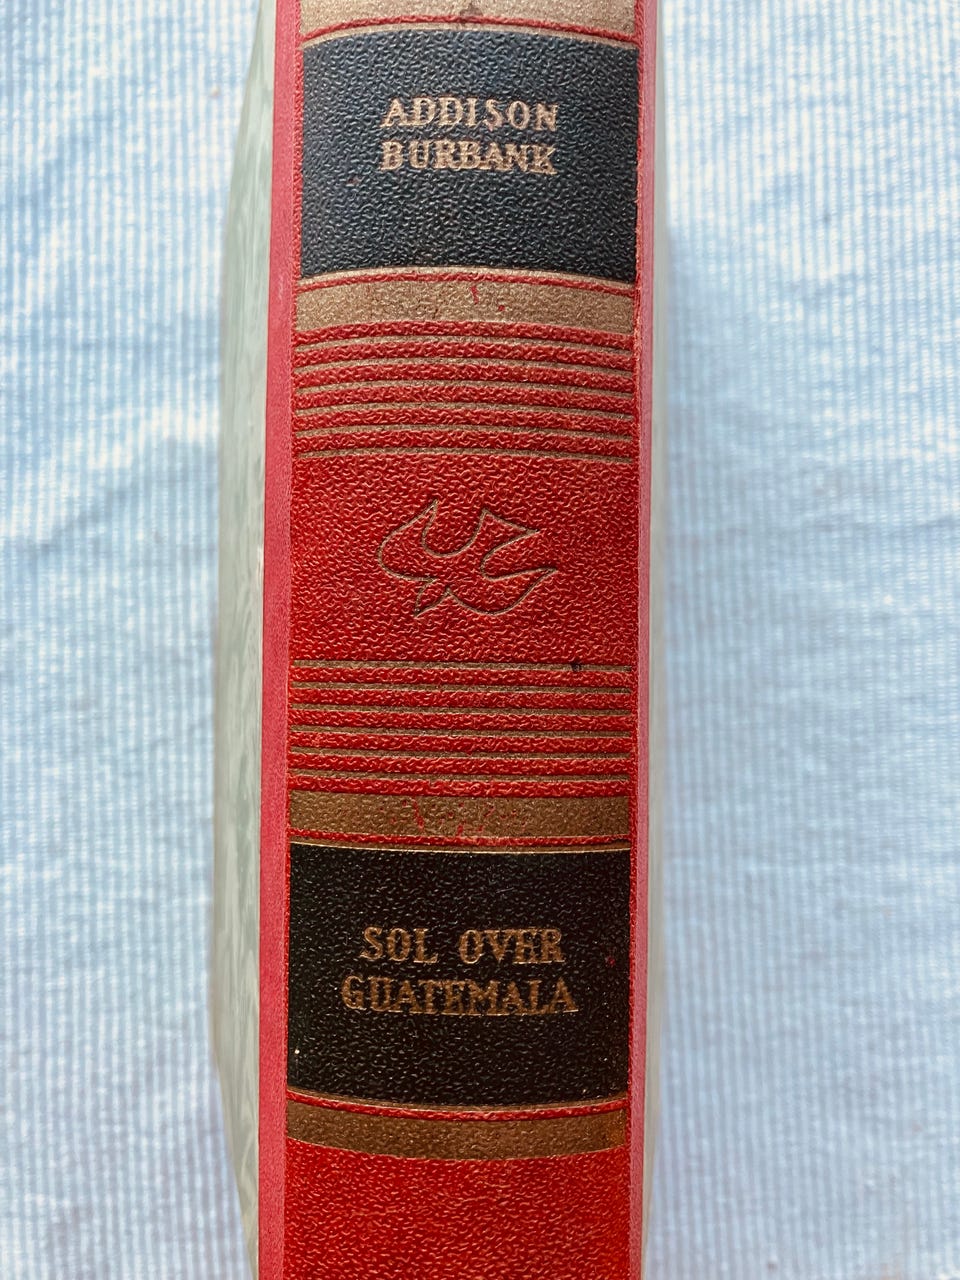 ADDISON
BURBANK
SOL OVER
GUATEMALA